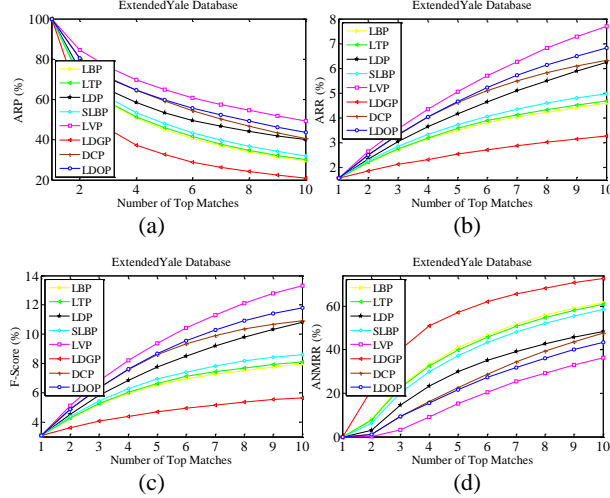 ExtendedYale Database
100
80
60
40
20
ARP (%)
LBP
LTP
LDP
SLBP
LVP
LDGP
DCP
LDOP
2 4 6 8 10
Number of Top Matches
(a)
ExtendedYale Database
8
7
6
5
4
3
2
1
ARR (%)
LBP
LTP
LDP
SLBP
LVP
LDGP
DCP
LDOP
1 2 3 4 5 6 7 8 9 10
Number of Top Matches
(b)
ExtendedYale Database
14
12
10
8
6
4
F-Score (%)
LBP
LTP
LDP
SLBP
LVP
LDGP
DCP
LDOP
1 2 3 4 5 6 7 8 9 10
Number of Top Matches
(c)
ExtendedYale Database
60
40
20
0
ANMRR (%)
LBP
LTP
LDP
SLBP
LVP
LDGP
DCP
LDOP
1 2 3 4 5 6 7 8 9 10
Number of Top Matches
(d)